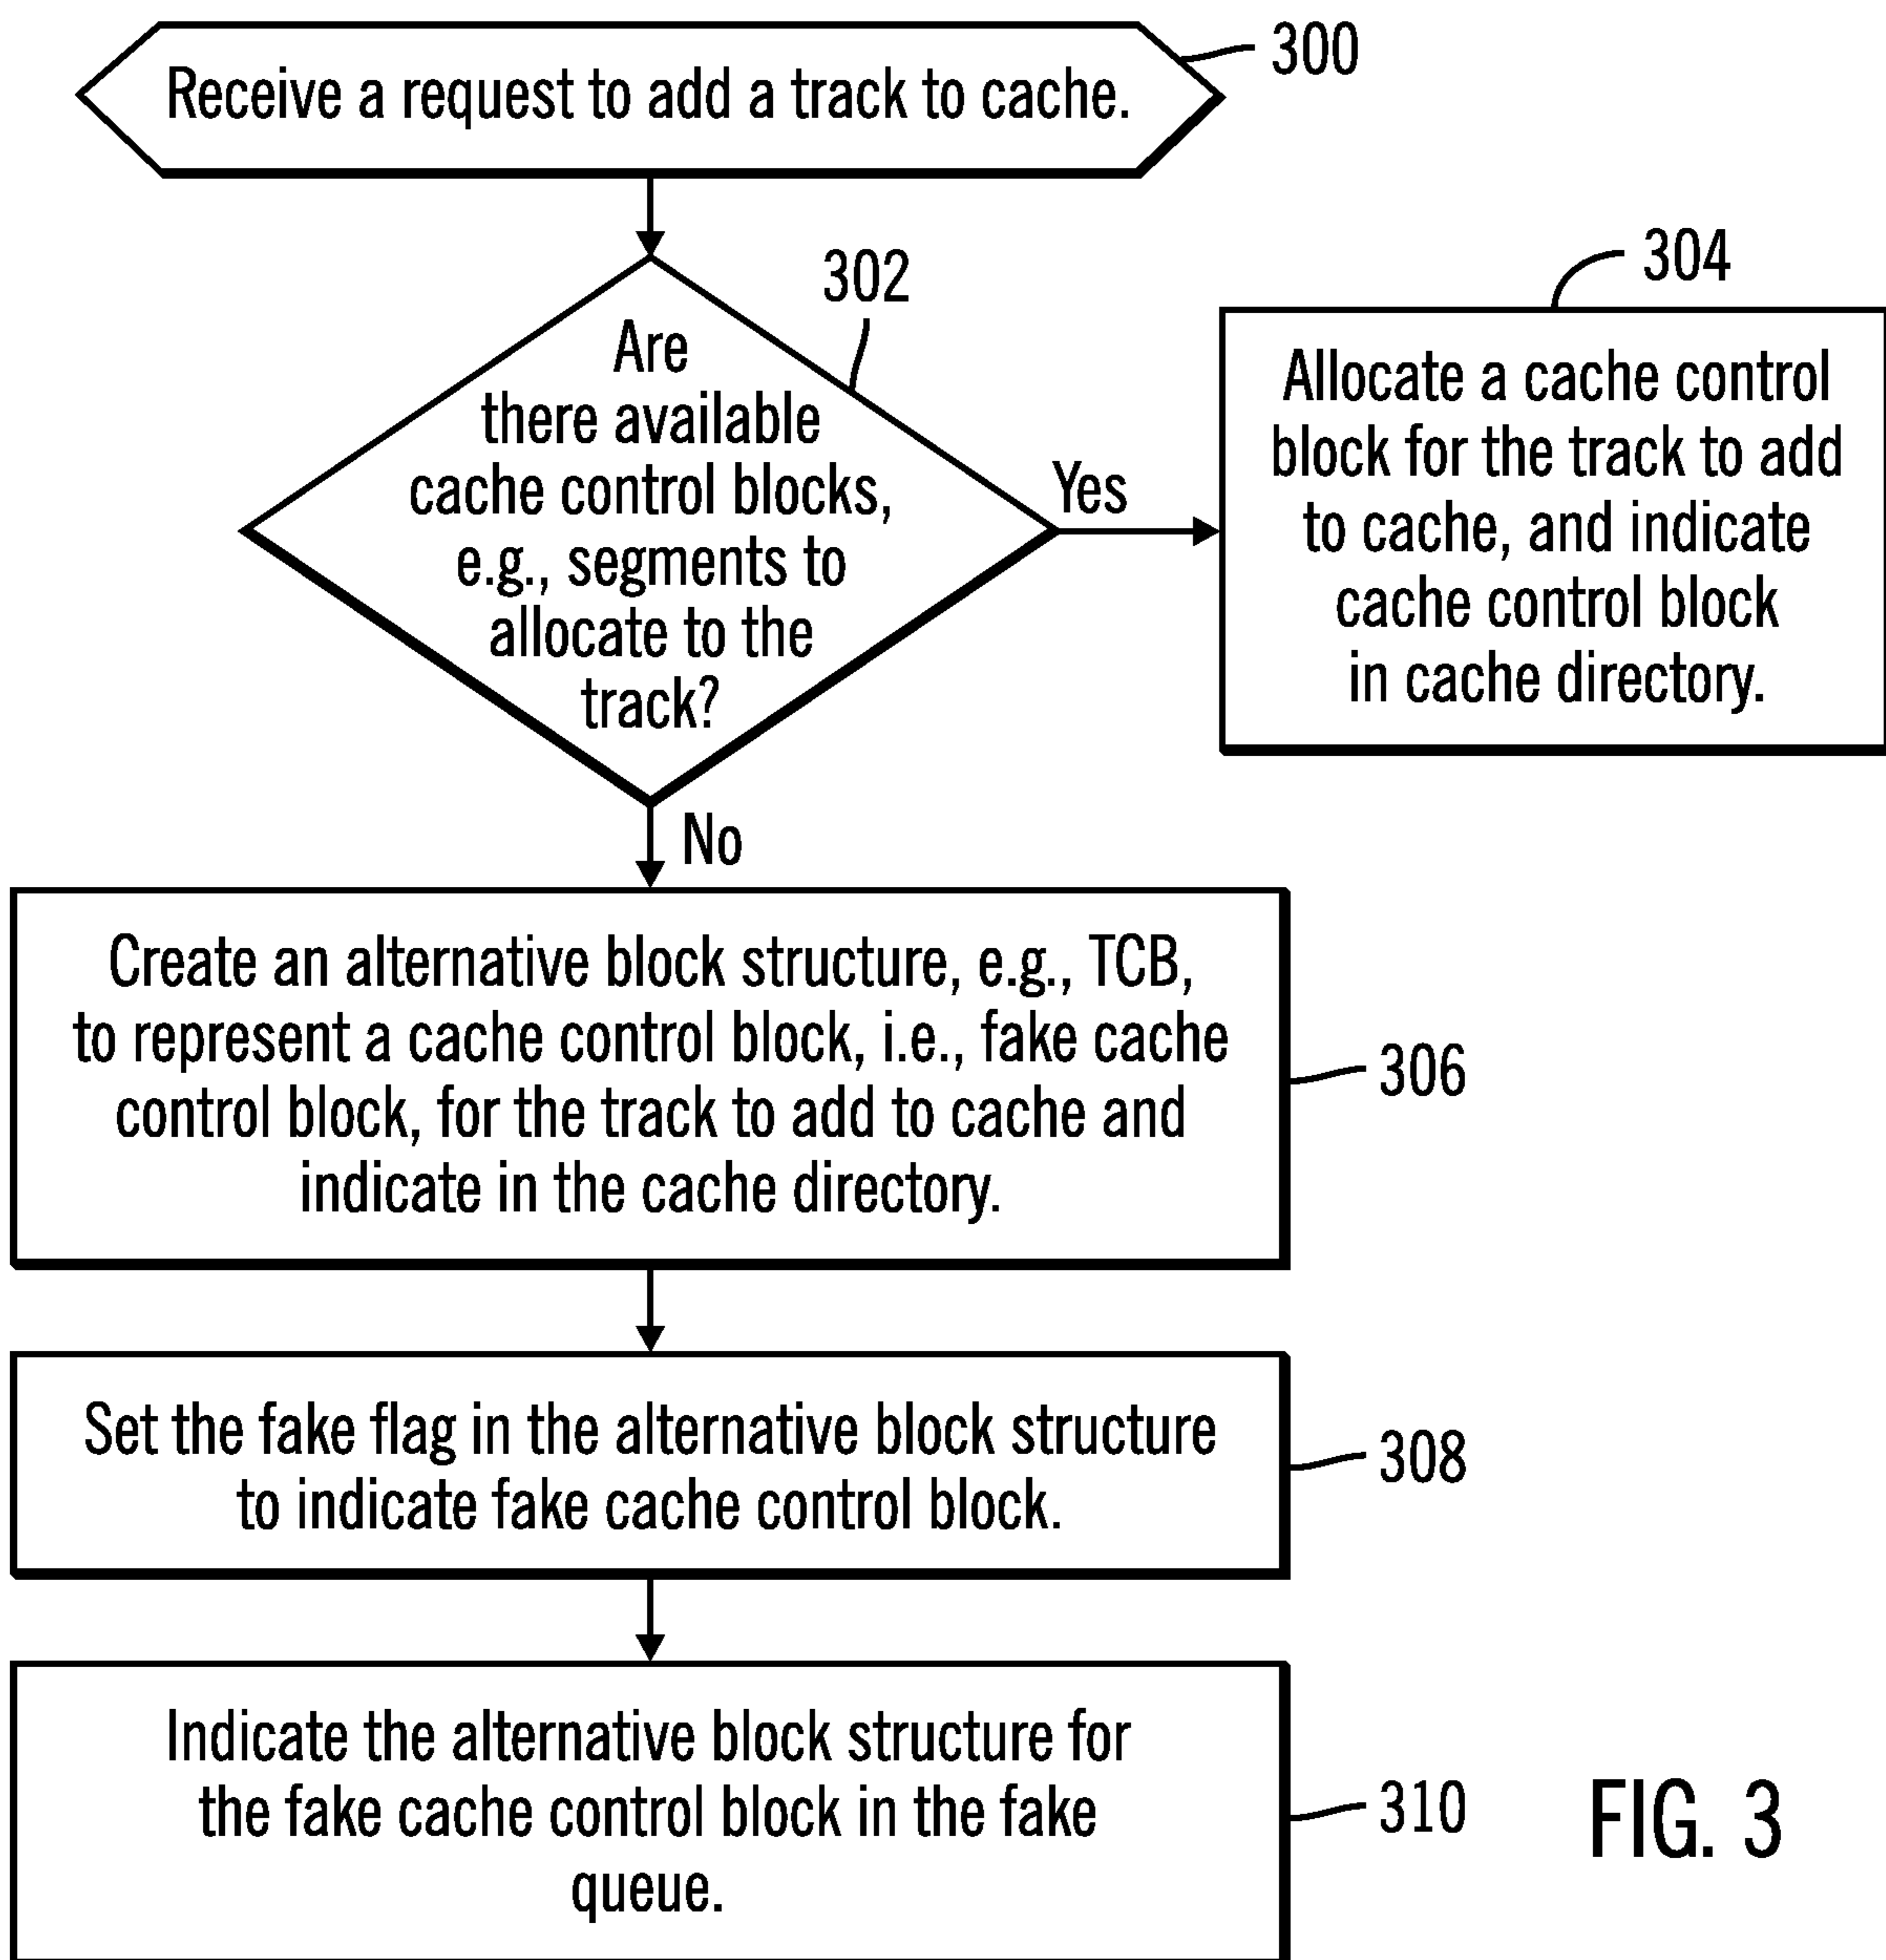 Receive a request to add a track to cache.
300
302
Are
there available
cache control blocks,
e.g., segments to
allocate to the
track?
Yes
304
Allocate a cache control
block for the track to add
to cache, and indicate
cache control block
in cache directory.
No
Create an alternative block structure, e.g., TCB,
to represent a cache control block, i.e., fake cache
control block, for the track to add to cache and
indicate in the cache directory.
306
Set the fake flag in the alternative block structure
to indicate fake cache control block.
308
Indicate the alternative block structure for
the fake cache control block in the fake
queue.
310
FIG. 3